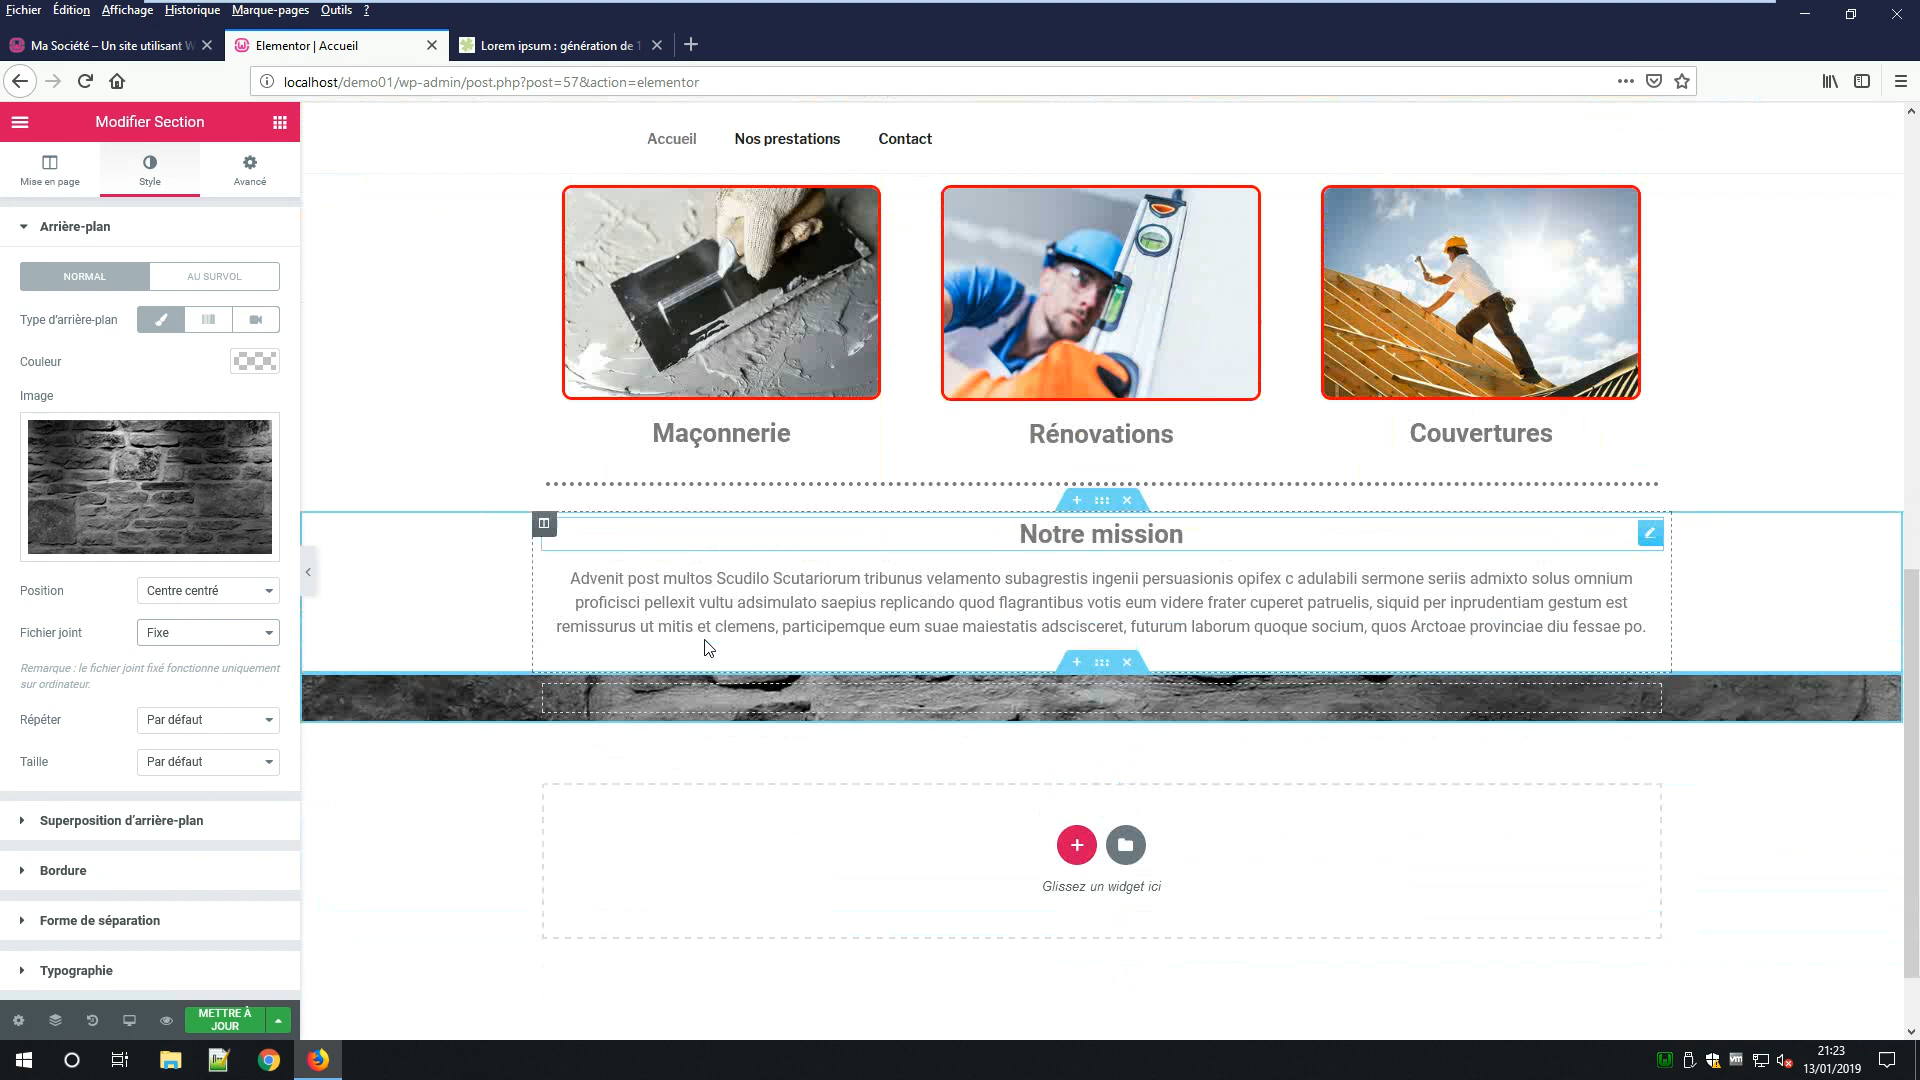 Fichier Édition Affichage Historique Marque-pages Outils ?
Ma Société – Un site utilisant W
Elementor | Accueil
Lorem ipsum : génération de 1
localhost/demo01/wp-admin/post.php?post=57&action=elementor
Modifier Section
Mise en page
Style
Avancé
Arrière-plan
NORMAL
AU SURVOL
Type d'arrière-plan
Couleur
Image
Position
Centre centré
Fichier joint
Fixe
Remarque : le fichier joint fixé fonctionne uniquement
sur ordinateur.
Répéter
Par défaut
Taille
Par défaut
Superposition d'arrière-plan
Bordure
Forme de séparation
Typographie
METTRE À
JOUR
Accueil
Nos prestations
Contact
Maçonnerie
Rénovations
Couvertures
Notre mission
Advenit post multos Scudilo Scutariorum tribunus velamento subagrestis ingenii persuasionis opifex c adulabili sermone seriis admixto solus omnium
proficisci pellexit vultu adsimulato saepius replicando quod flagrantibus votis eum videre frater cuperet patruelis, siquid per inprudentiam gestum est
remissurus ut mitis et clemens, participemque eum suae maiestatis adscisceret, futurum laborum quoque socium, quos Arctoae provinciae diu fessae po.
Glissez un widget ici
21:23
13/01/2019